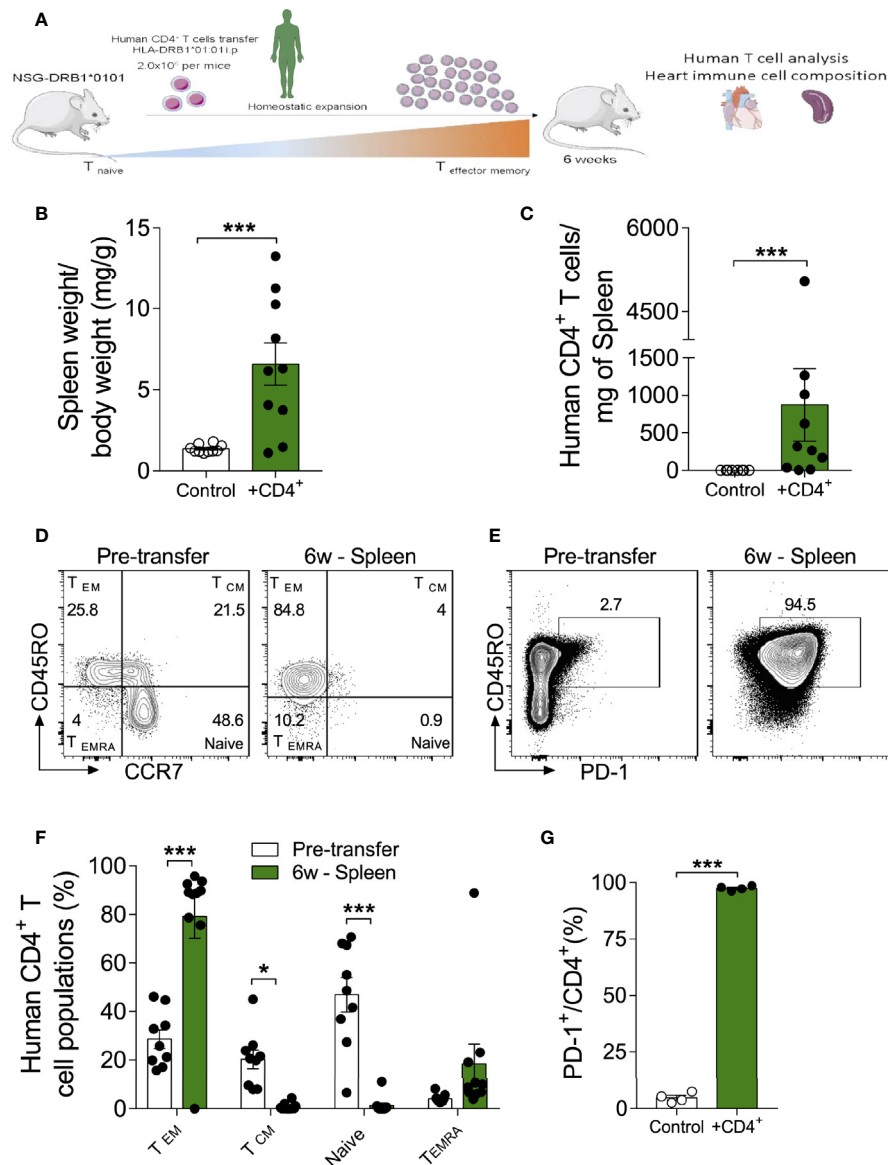 A
Human CD4⁺ T cells transfer
HLA-DRB1*01:01i.p
2.0x10⁶ per mice
NSG-DRB1*0101
Homeostatic expansion
Human T cell analysis
Heart immune cell composition
T naive
T effector memory
6 weeks
B
Spleen weight/
body weight (mg/g)
15
10
5
0
***
Control
+CD4⁺
C
Human CD4⁺ T cells/
mg of Spleen
6000
4500
1500
1000
500
0
***
Control
+CD4⁺
D
Pre-transfer
6w - Spleen
T EM
25.8
T CM
21.5
4
T EMRA
48.6
Naive
T EM
84.8
T CM
4
10.2
T EMRA
0.9
Naive
CD45RO
CCR7
E
Pre-transfer
6w - Spleen
2.7
94.5
CD45RO
PD-1
F
Human CD4⁺ T
cell populations (%)
100
80
60
40
20
0
Pre-transfer
6w - Spleen
***
*
***
T EM
T CM
Naive
TEMRA
G
PD-1⁺/CD4⁺(%)
100
75
50
25
0
***
Control
+CD4⁺